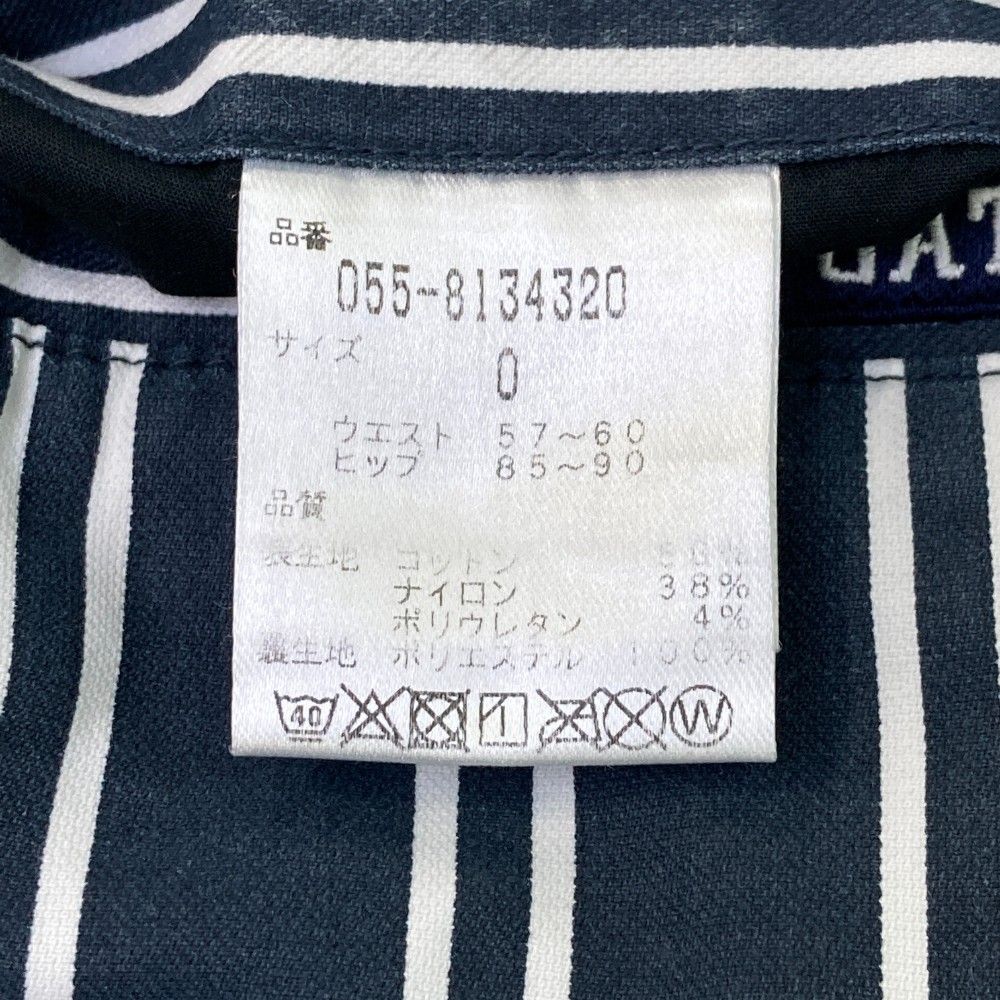 品番
055-8134320
サイズ
0
ウエスト 57~60
ヒップ 85~90
品質
表生地 コットン 58%
ナイロン 38%
ポリウレタン 4%
裏生地 ポリエステル 100%
40
W